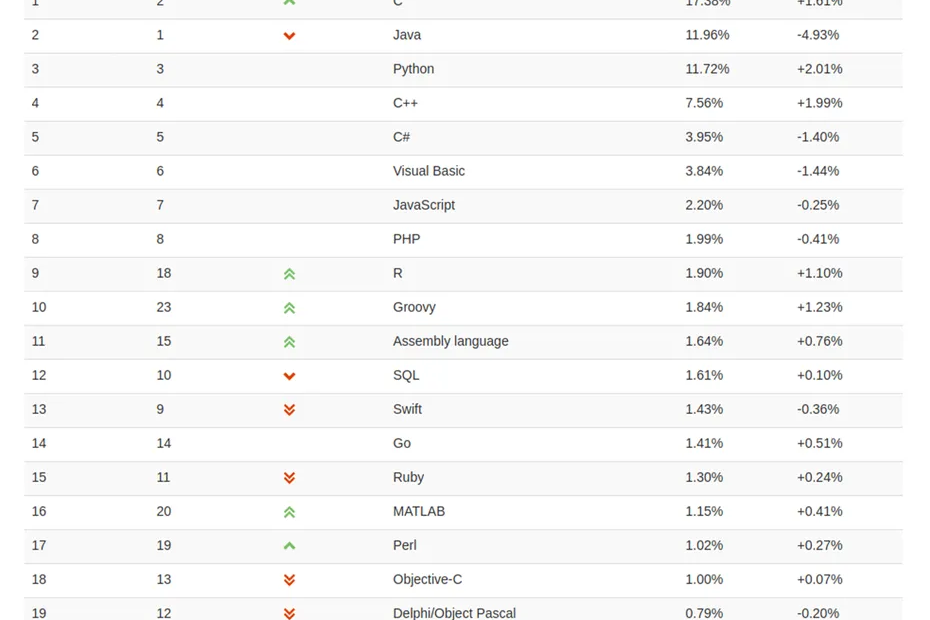 1 2 C 17.38% +1.61%
2 1 Java 11.96% -4.93%
3 3 Python 11.72% +2.01%
4 4 C++ 7.56% +1.99%
5 5 C# 3.95% -1.40%
6 6 Visual Basic 3.84% -1.44%
7 7 JavaScript 2.20% -0.25%
8 8 PHP 1.99% -0.41%
9 18 R 1.90% +1.10%
10 23 Groovy 1.84% +1.23%
11 15 Assembly language 1.64% +0.76%
12 10 SQL 1.61% +0.10%
13 9 Swift 1.43% -0.36%
14 14 Go 1.41% +0.51%
15 11 Ruby 1.30% +0.24%
16 20 MATLAB 1.15% +0.41%
17 19 Perl 1.02% +0.27%
18 13 Objective-C 1.00% +0.07%
19 12 Delphi/Object Pascal 0.79% -0.20%